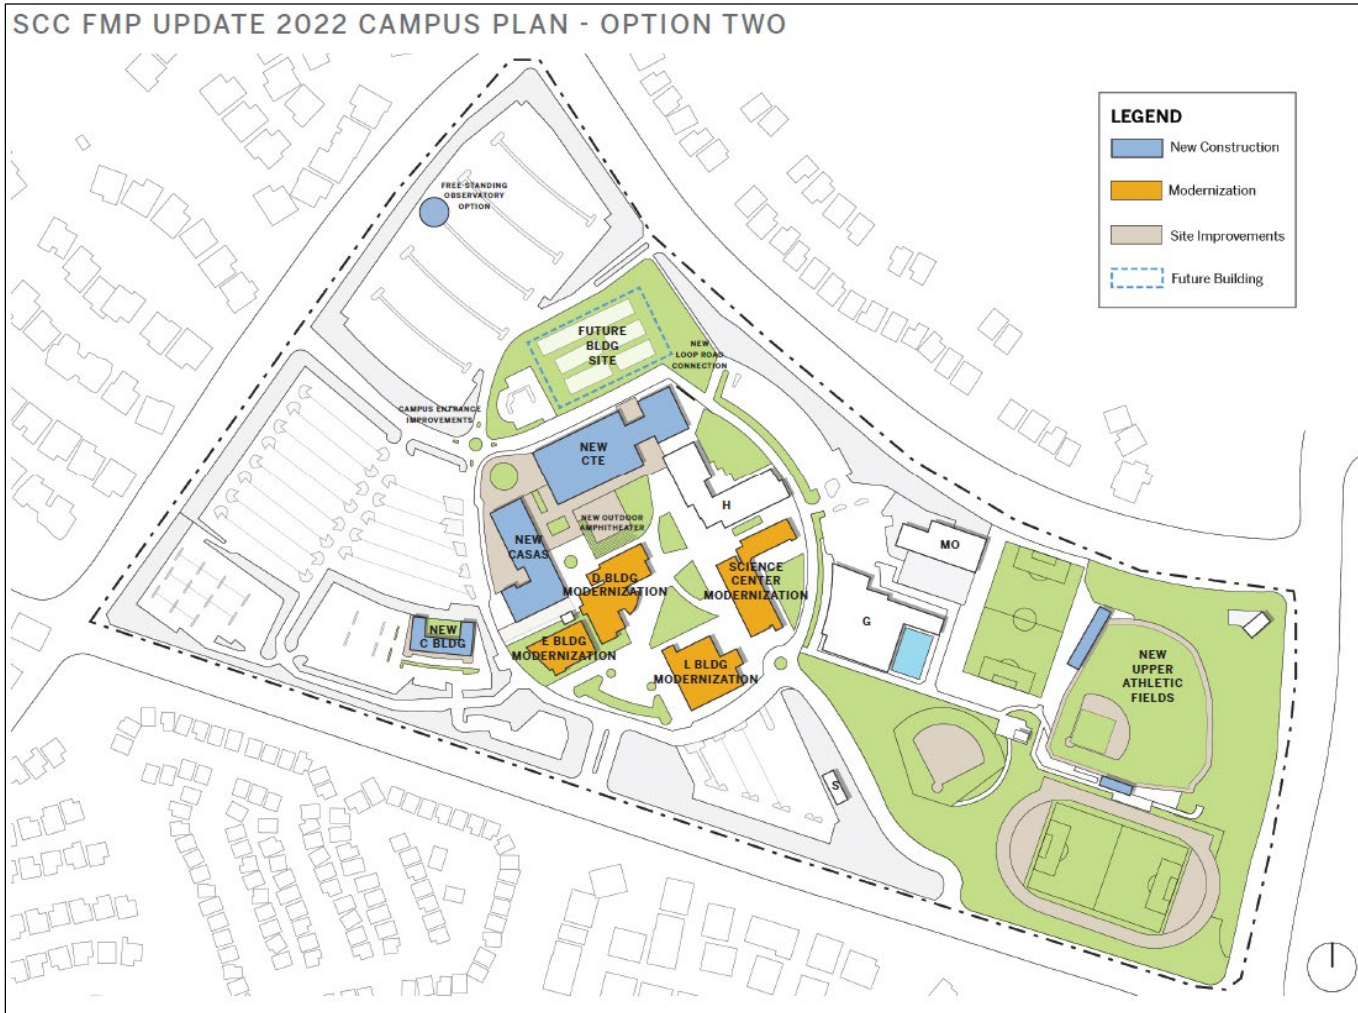 SCC FMP UPDATE 2022 CAMPUS PLAN - OPTION TWO
LEGEND
New Construction
Modernization
Site Improvements
Future Building
FREE-STANDING
OBSERVATORY
OPTION
FUTURE
BLDG
SITE
NEW
LOOP ROAD
CONNECTION
CAMPUS ENTRANCE
IMPROVEMENTS
NEW
CTE
H
NEW OUTDOOR
AMPHITHEATER
NEW
CASAS
MO
SCIENCE
CENTER
MODERNIZATION
D BLDG
MODERNIZATION
G
NEW
C BLDG
E BLDG
MODERNIZATION
L BLDG
MODERNIZATION
NEW
UPPER
ATHLETIC
FIELDS
S